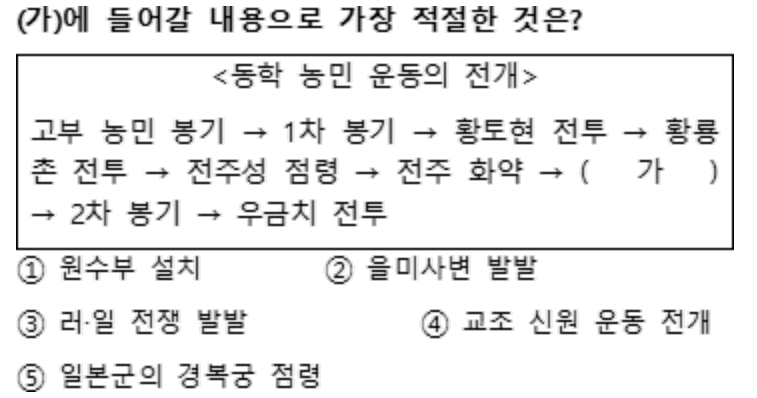 (가)에 들어갈 내용으로 가장 적절한 것은?
<동학 농민 운동의 전개>
고부 농민 봉기 → 1차 봉기 → 황토현 전투 → 황룡
촌 전투 → 전주성 점령 → 전주 화약 → ( 가 )
→ 2차 봉기 → 우금치 전투
① 원수부 설치 ② 을미사변 발발
③ 러·일 전쟁 발발 ④ 교조 신원 운동 전개
⑤ 일본군의 경복궁 점령